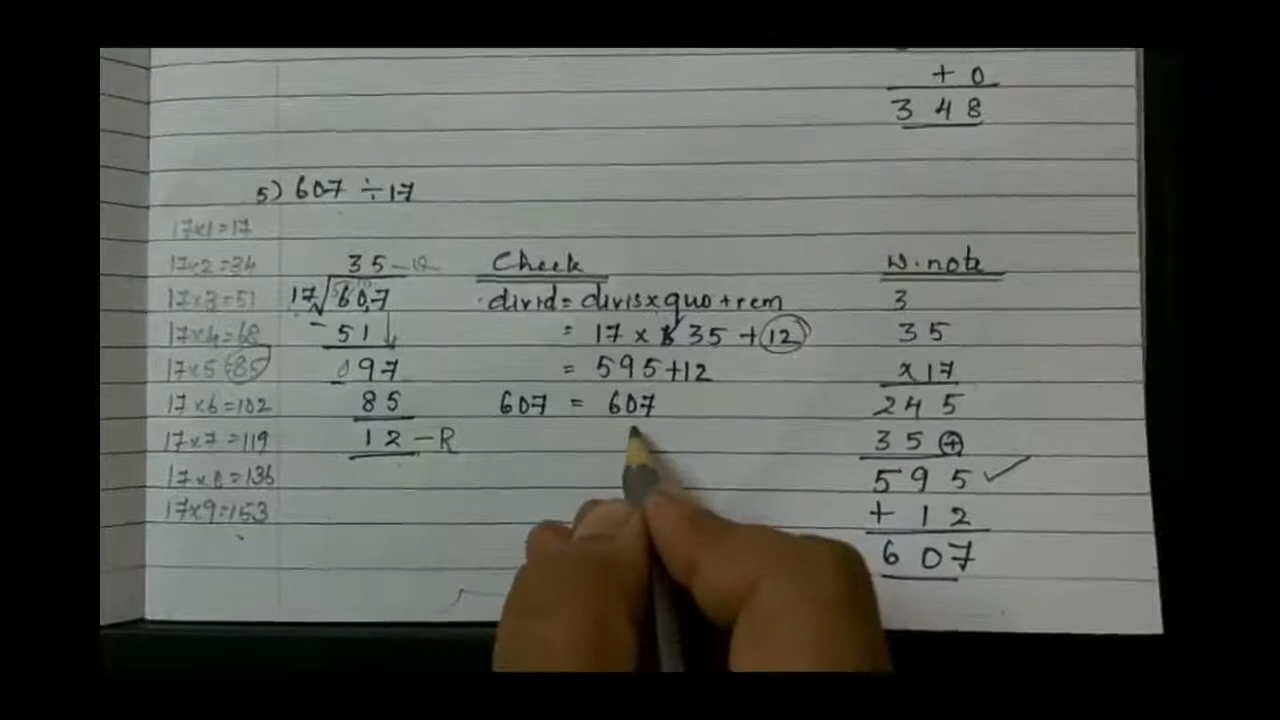 + 0
3 4 8
5) 607 ÷ 17
17×1=17
17×2=34
17×3=51
17×4=68
17×5=85
17×6=102
17×7=119
17×8=136
17×9=153
35 – Q
17 607
- 51
097
85
12 – R
Check
divid = divis × quo + rem
= 17 × 35 + 12
= 595 + 12
607 = 607
W. note
3
35
×17
245
35+
595 ✓
+ 12
607